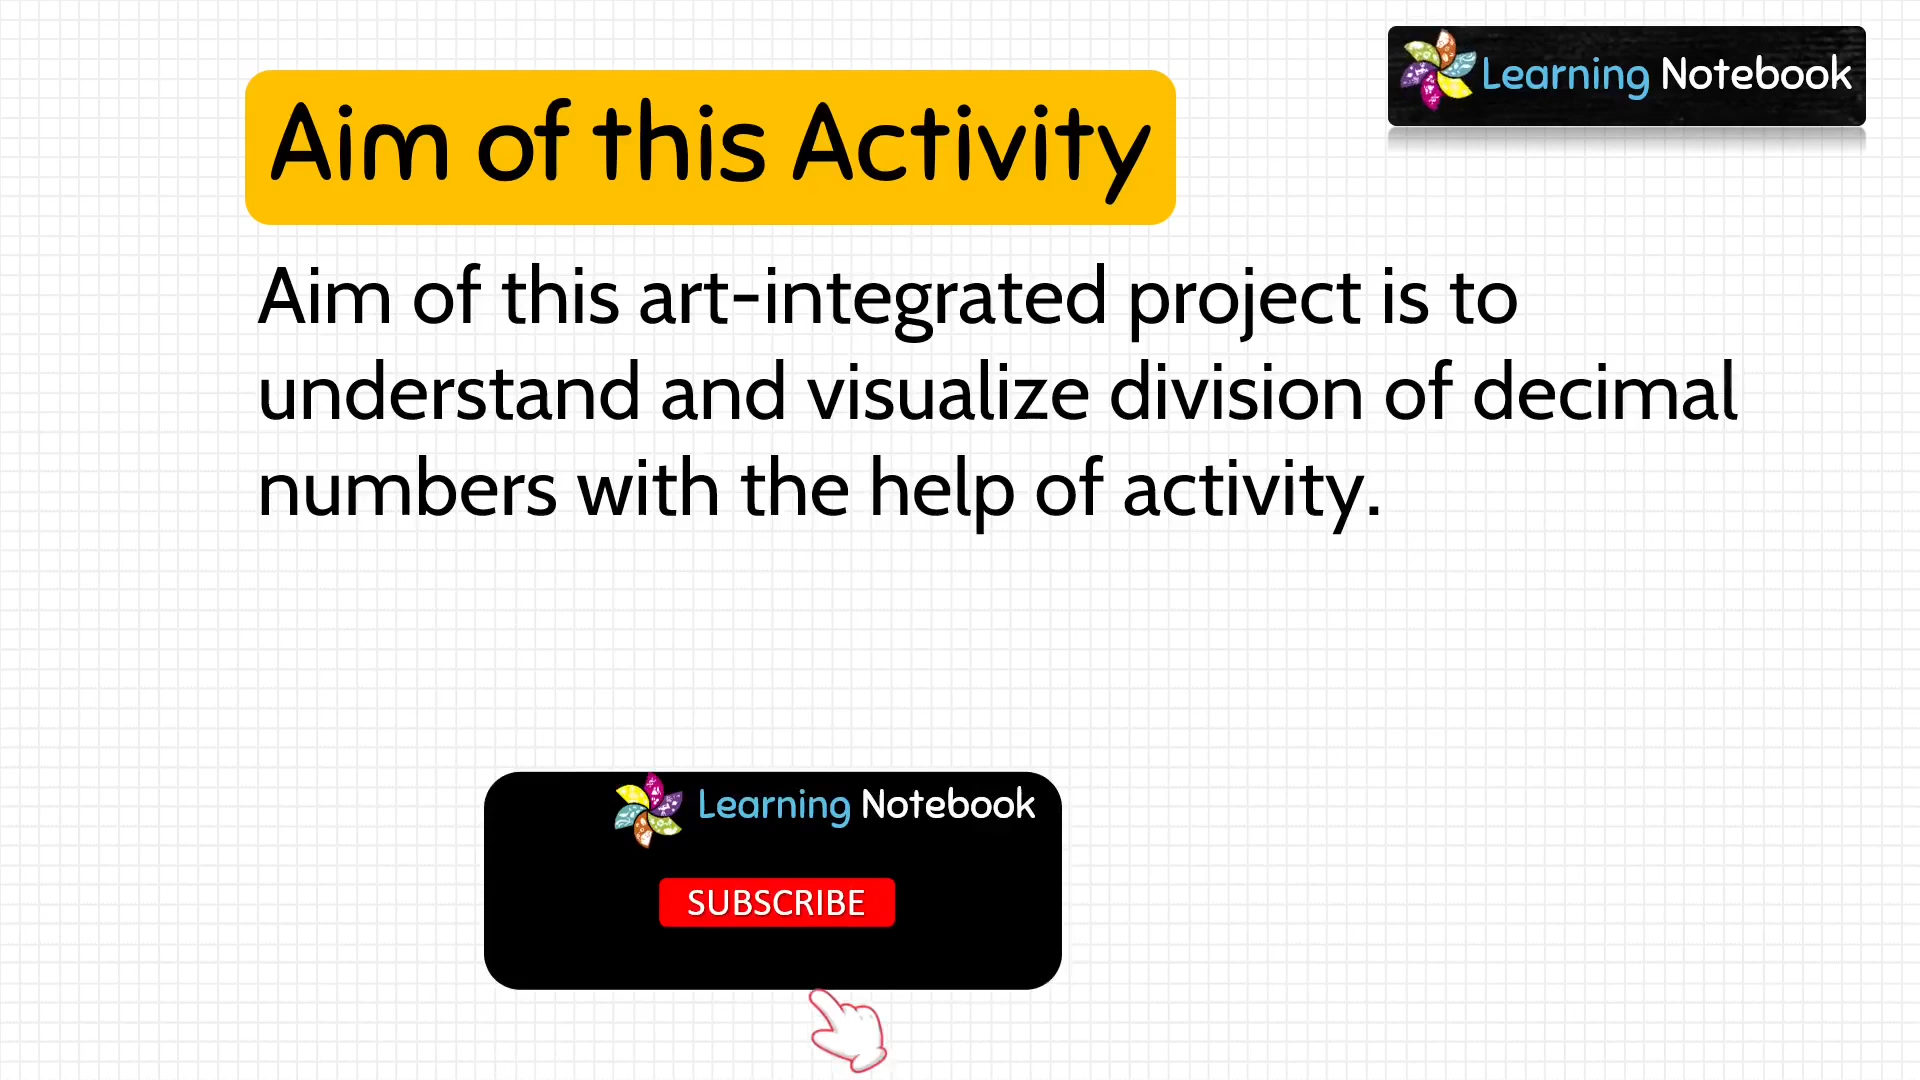 Learning Notebook
Aim of this Activity
Aim of this art-integrated project is to
understand and visualize division of decimal
numbers with the help of activity.
Learning Notebook
SUBSCRIBE